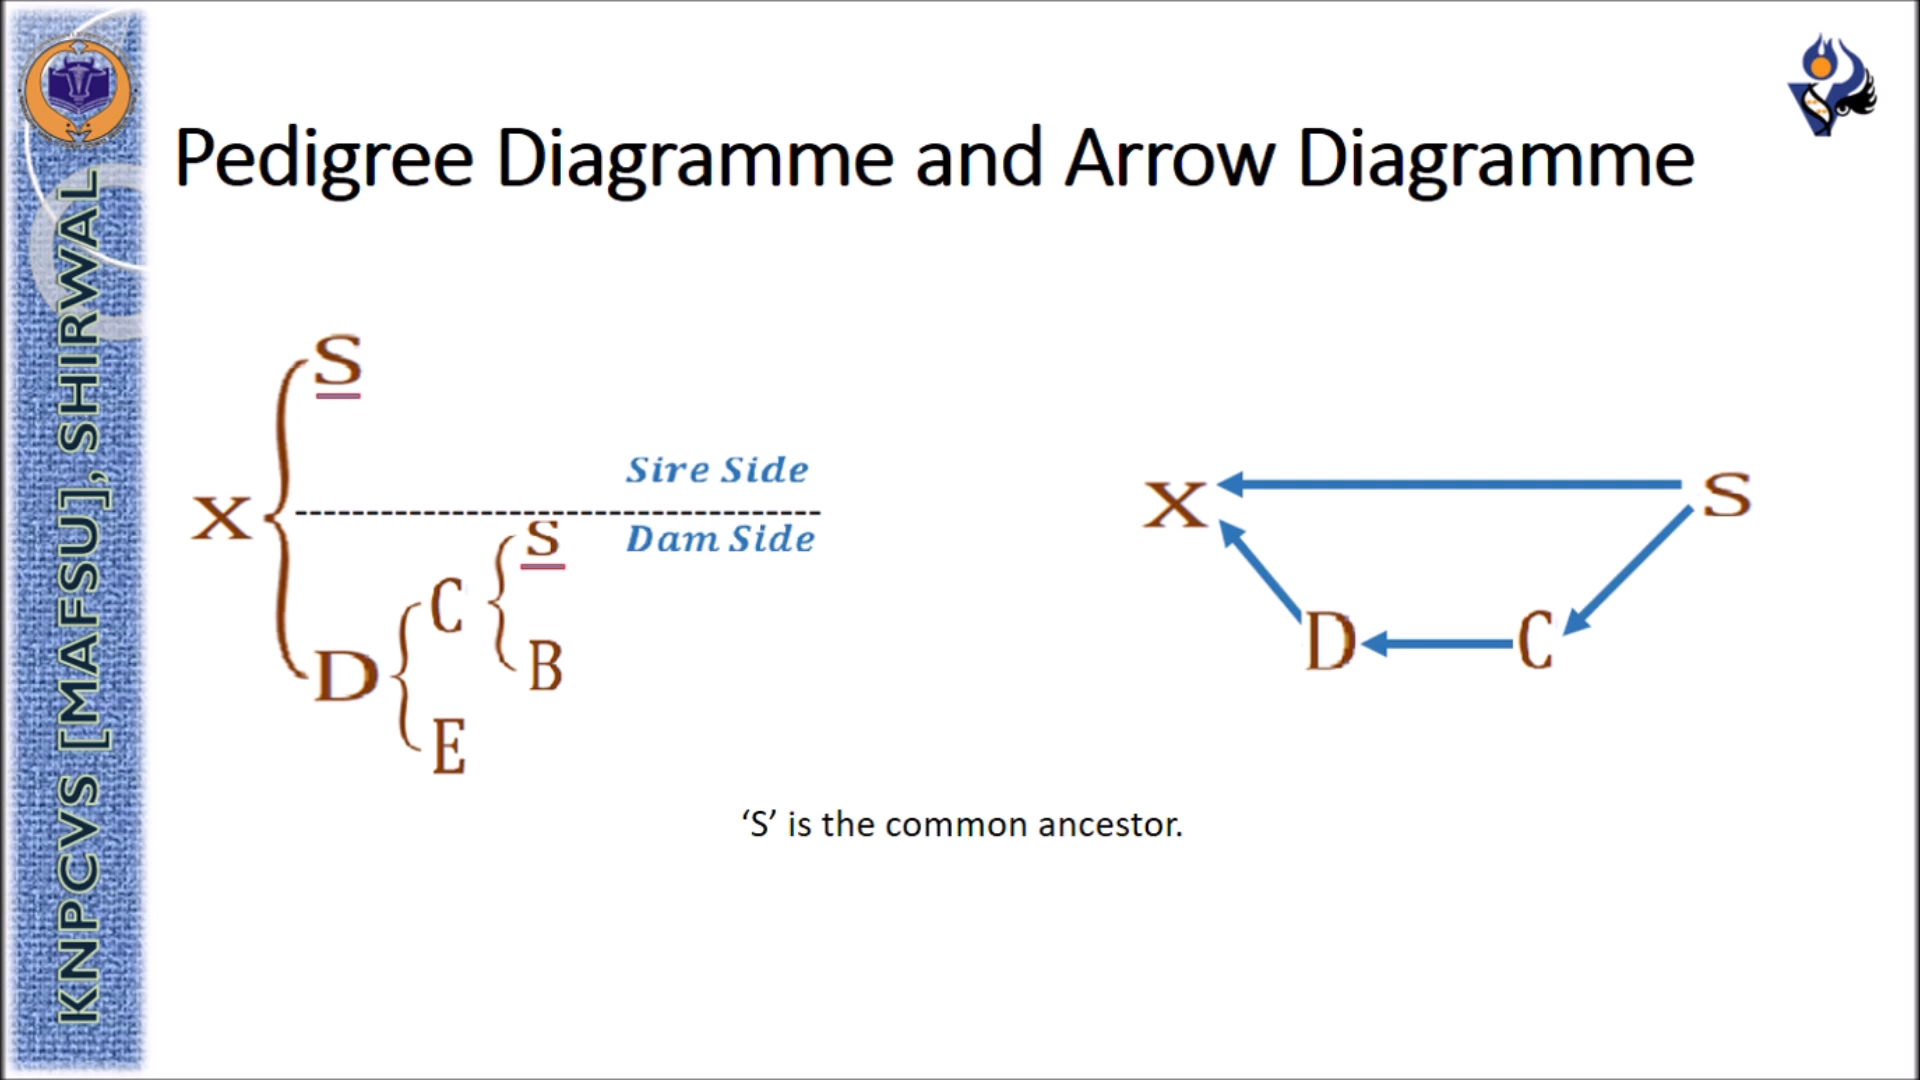 KNPCVS [MAFSU], SHIRWAL
Pedigree Diagramme and Arrow Diagramme
S
Sire Side
X
S
Dam Side
C
B
D
E
X
S
D
C
‘S’ is the common ancestor.